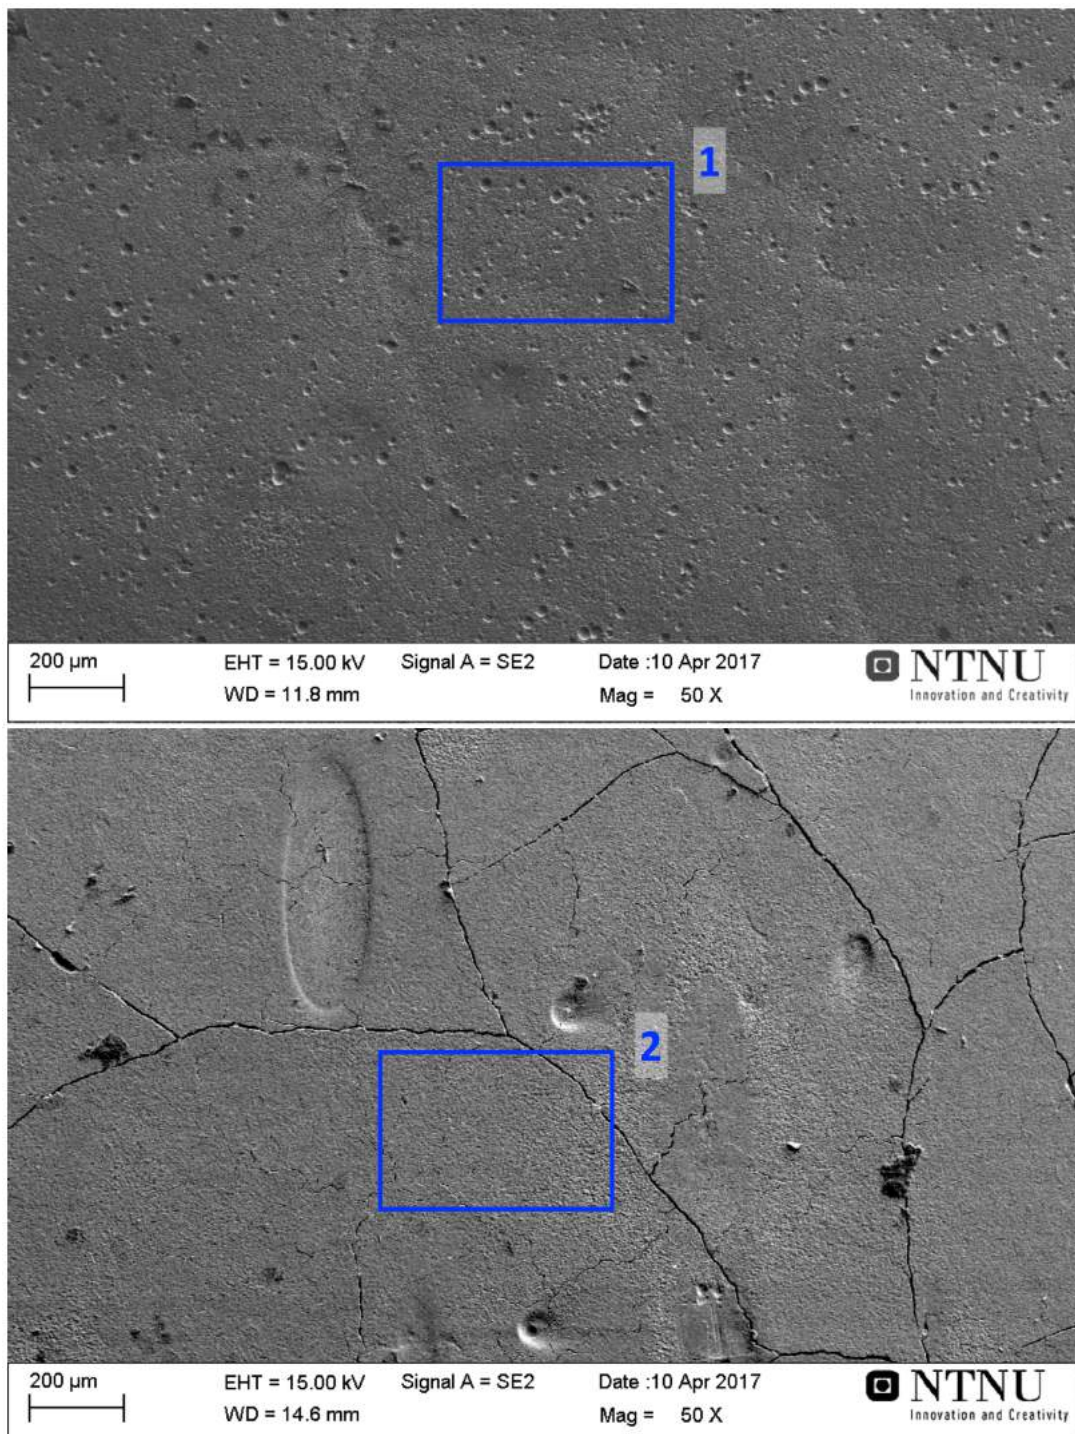 1
200 µm
EHT = 15.00 kV
Signal A = SE2
Date :10 Apr 2017
NTNU
WD = 11.8 mm
Mag = 50 X
Innovation and Creativity
2
200 µm
EHT = 15.00 kV
Signal A = SE2
Date :10 Apr 2017
NTNU
WD = 14.6 mm
Mag = 50 X
Innovation and Creativity